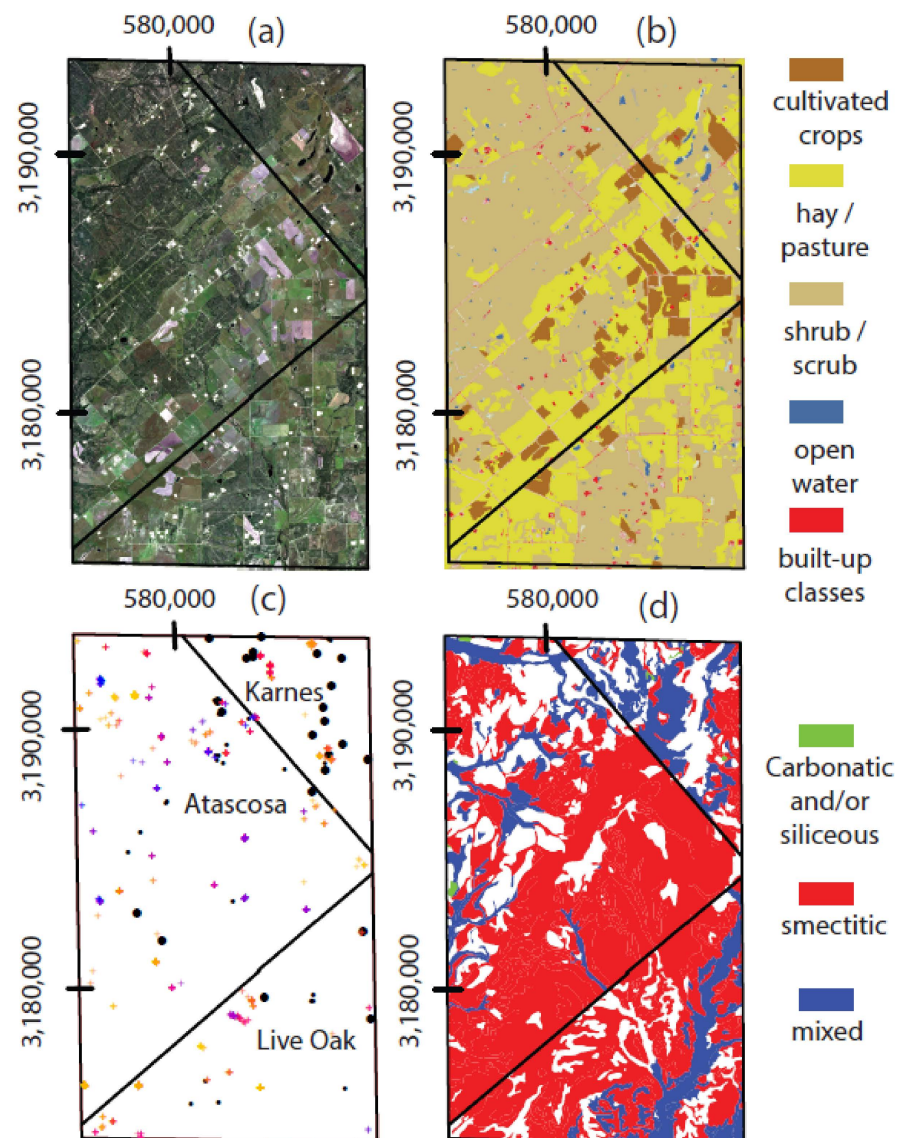 580,000
(a)
580,000
(b)
3,190,000
3,180,000
3,190,000
3,180,000
cultivated
crops
hay /
pasture
shrub /
scrub
open
water
built-up
classes
580,000
(c)
580,000
(d)
3,190,000
3,180,000
Karnes
Atascosa
Live Oak
3,190,000
3,180,000
Carbonatic
and/or
siliceous
smectitic
mixed